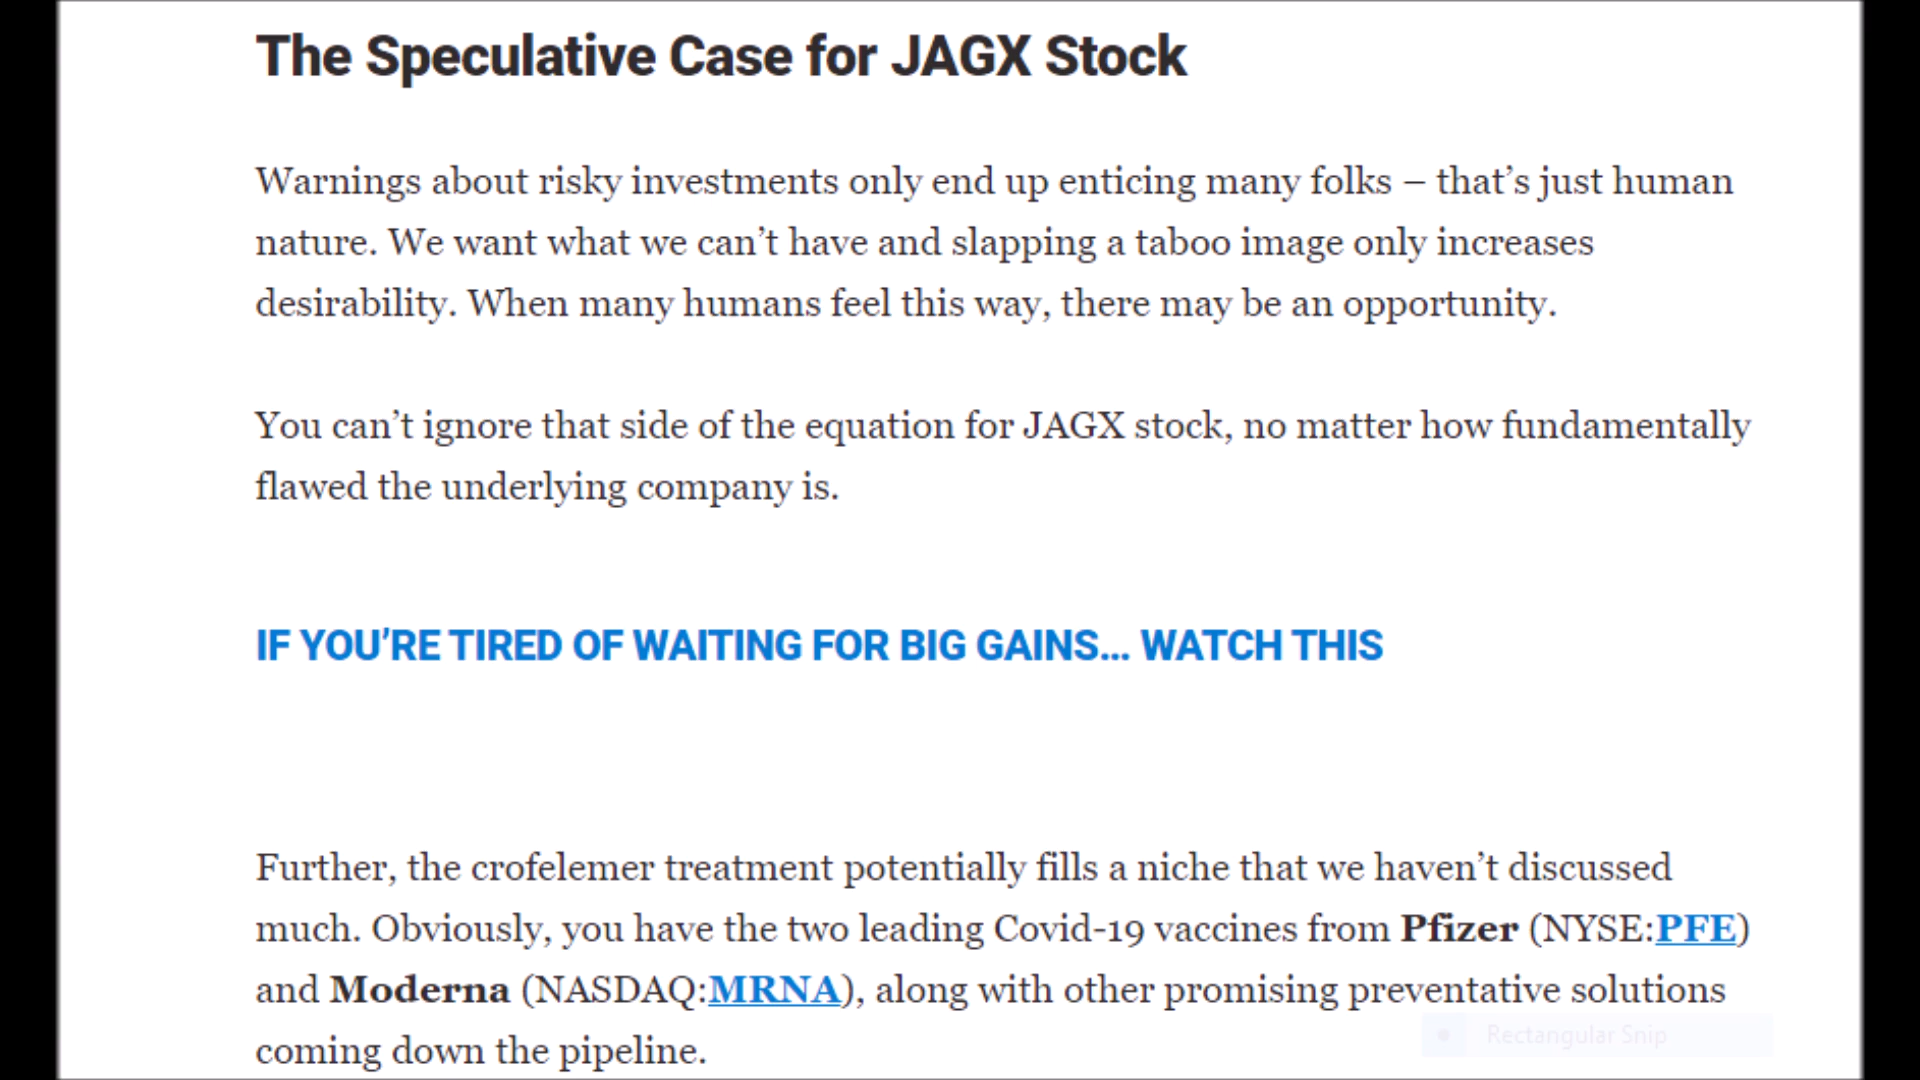 The Speculative Case for JAGX Stock
Warnings about risky investments only end up enticing many folks – that’s just human
nature. We want what we can’t have and slapping a taboo image only increases
desirability. When many humans feel this way, there may be an opportunity.
You can’t ignore that side of the equation for JAGX stock, no matter how fundamentally
flawed the underlying company is.
IF YOU’RE TIRED OF WAITING FOR BIG GAINS... WATCH THIS
Further, the crofelemer treatment potentially fills a niche that we haven’t discussed
much. Obviously, you have the two leading Covid-19 vaccines from Pfizer (NYSE:PFE)
and Moderna (NASDAQ:MRNA), along with other promising preventative solutions
Rectangular Snip
coming down the pipeline.